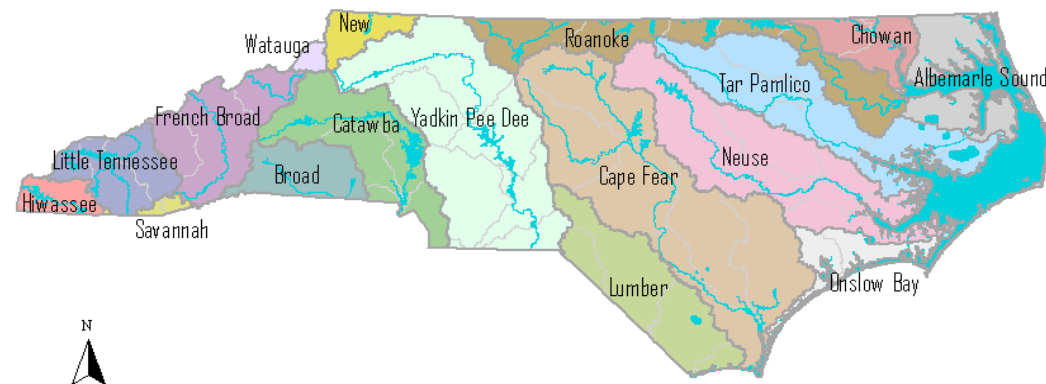 New
Watauga
Roanoke
Chowan
Albemarle Sound
Tar Pamlico
French Broad
Catawba
Yadkin Pee Dee
Little Tennessee
Broad
Neuse
Cape Fear
Hiwassee
Savannah
Lumber
Onslow Bay
N